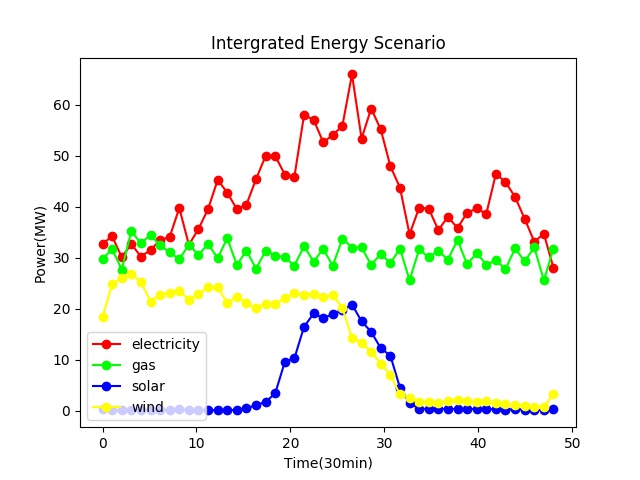 Intergrated Energy Scenario
Power(MW)
60
50
40
30
20
10
0
electricity
gas
solar
wind
0 10 20 30 40 50
Time(30min)